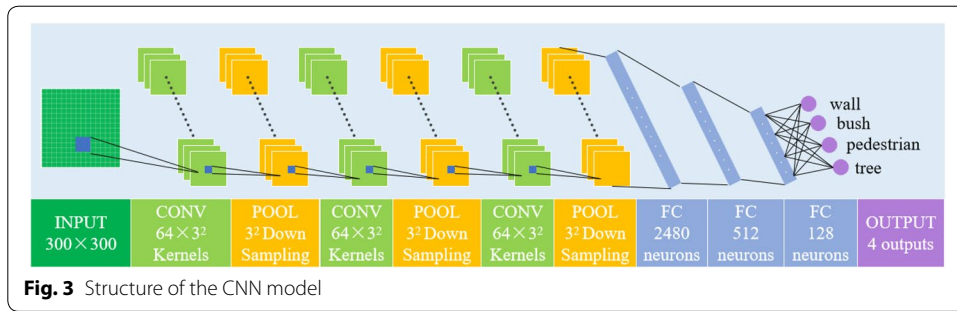 wall
bush
pedestrian
tree
INPUT
300×300
CONV
64×3²
Kernels
POOL
3² Down
Sampling
CONV
64×3²
Kernels
POOL
3² Down
Sampling
CONV
64×3²
Kernels
POOL
3² Down
Sampling
FC
2480
neurons
FC
512
neurons
FC
128
neurons
OUTPUT
4 outputs
Fig. 3 Structure of the CNN model